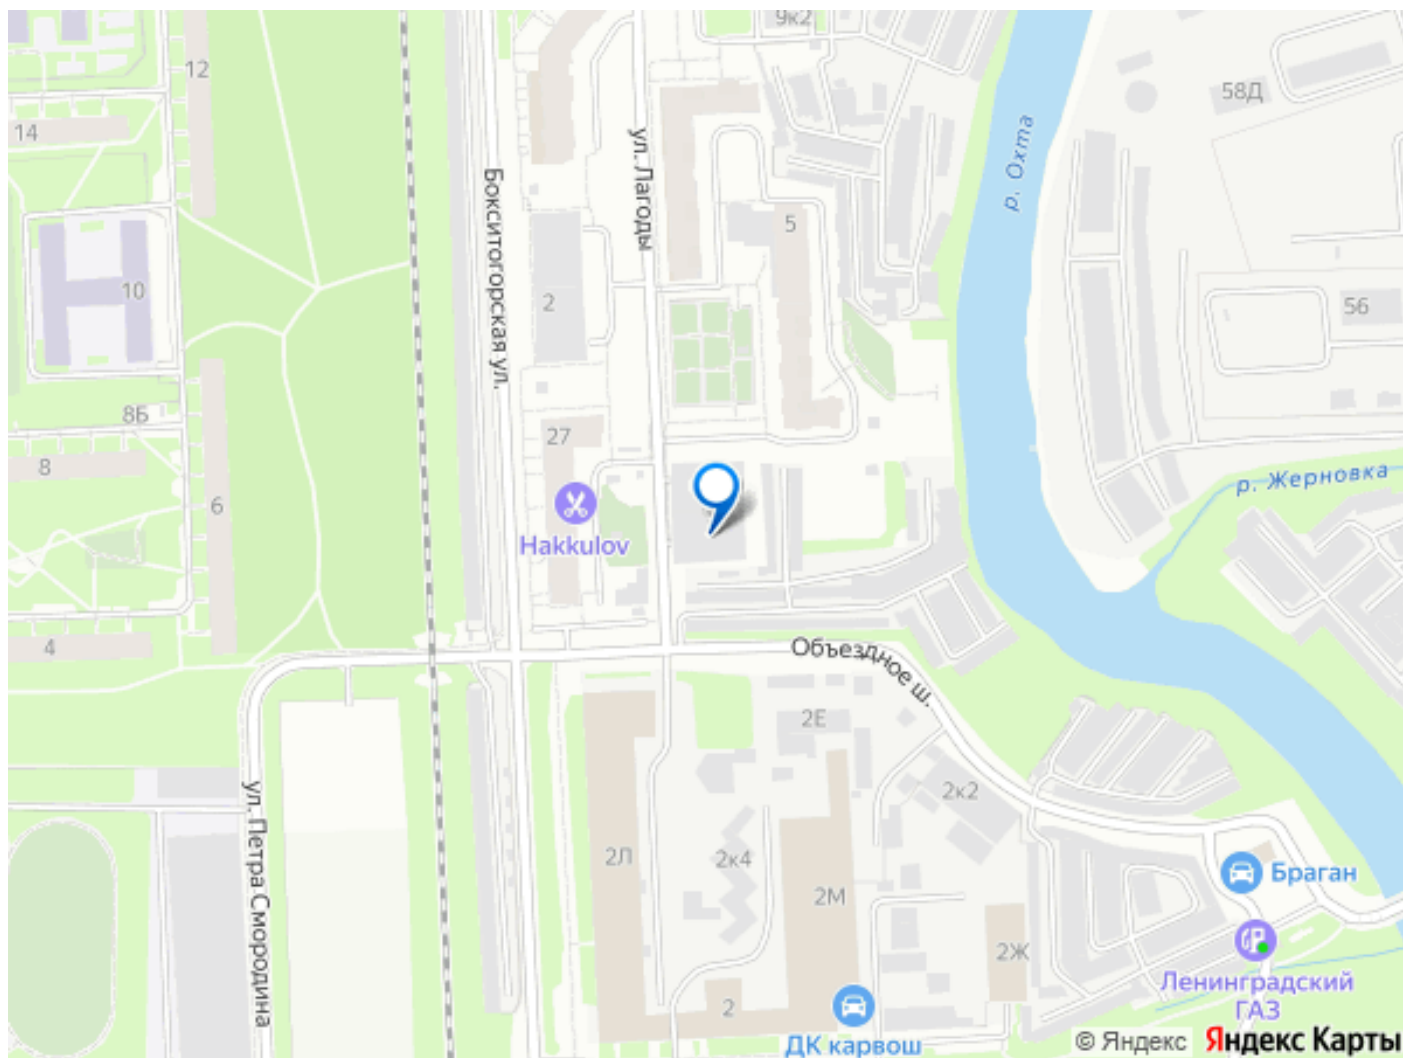 9к2
12
58Д
14
р. Охта
ул. Лагоды
Бокситогорская ул.
5
10
2
56
8Б
27
8
р. Жерновка
6
Hakkulov
4
Объездное ш.
2Е
2к2
ул. Петра Смородина
2Л
2к4
Браган
2М
2Ж
Ленинградский
ГАЗ
2
ДК карвош
© Яндекс Яндекс Карты